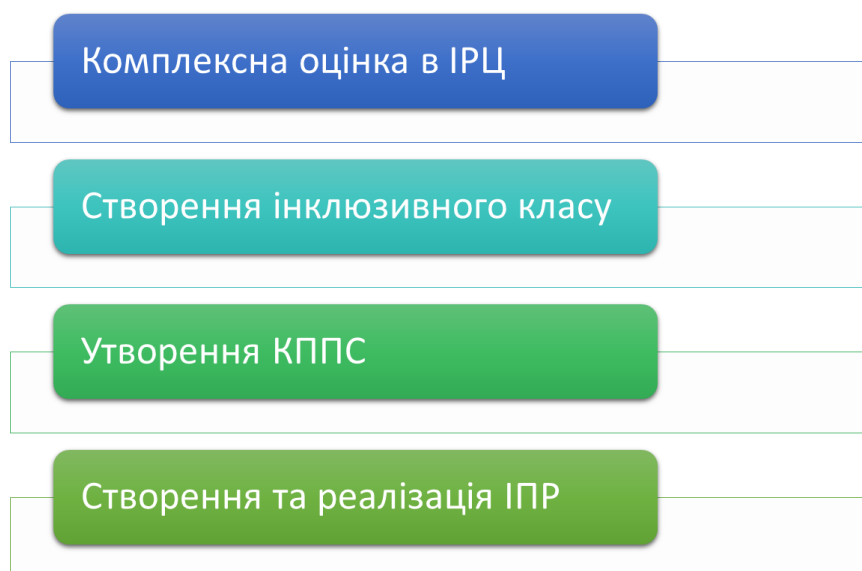 Комплексна оцінка в ІРЦ
Створення інклюзивного класу
Утворення КППС
Створення та реалізація ІПР